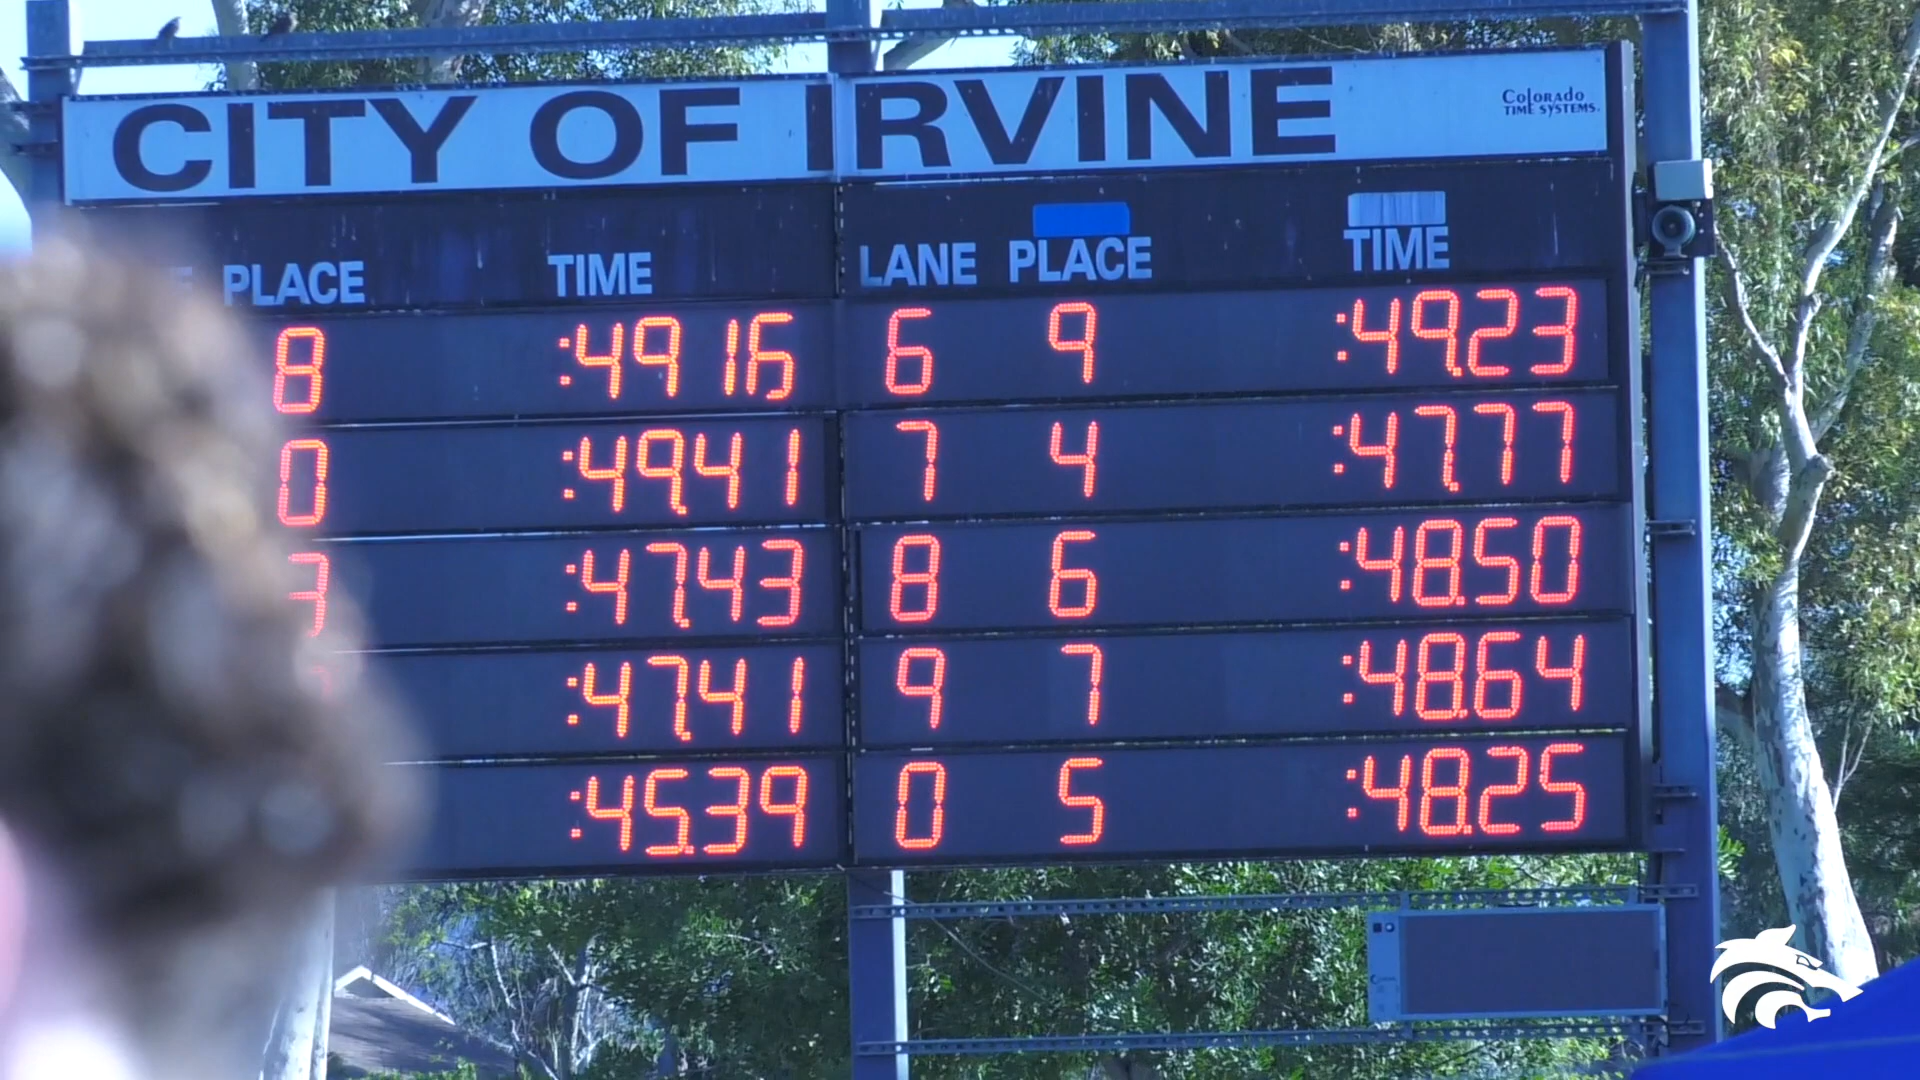 CITY OF IRVINE
Colorado
TIME SYSTEMS.
PLACE TIME LANE PLACE TIME
8 :49 16 6 9 :49.23
0 :49.41 7 4 :47.77
3 :47.43 8 6 :48.50
:47.41 9 7 :48.64
:45.39 0 5 :48.25